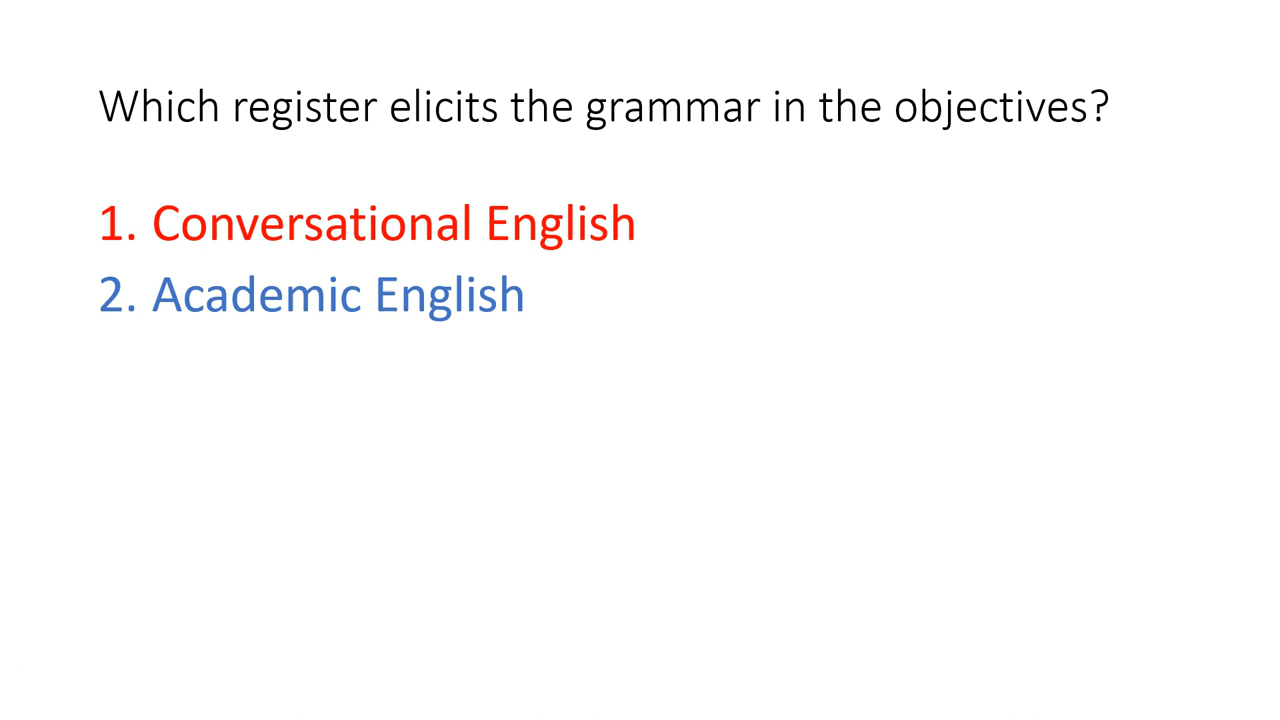 Which register elicits the grammar in the objectives?
1. Conversational English
2. Academic English